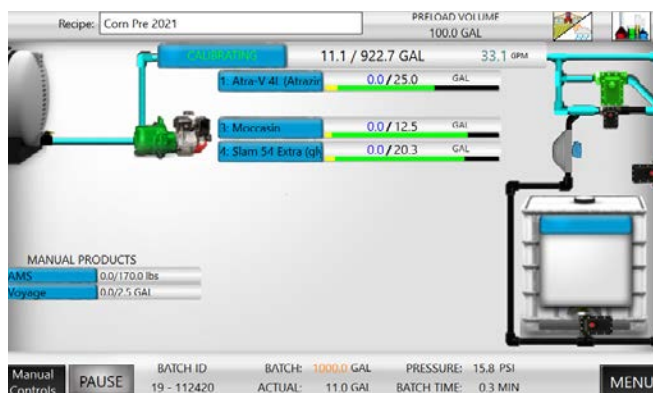 Recipe: Corn Pre 2021
PRELOAD VOLUME
100.0 GAL
CALIBRATING 11.1 / 922.7 GAL 33.1 GPM
1: Atra-V 4L (Atrazin 0.0/25.0 GAL
3: Moccasin 0.0/12.5 GAL
4: Slam 54 Extra (gly 0.0/20.3 GAL
MANUAL PRODUCTS
AMS 0.0/170.0 lbs
Voyage 0.0/2.5 GAL
Manual Controls
PAUSE
BATCH ID
19 - 112420
BATCH: 1000.0 GAL
ACTUAL: 11.0 GAL
PRESSURE: 15.8 PSI
BATCH TIME: 0.3 MIN
MENU